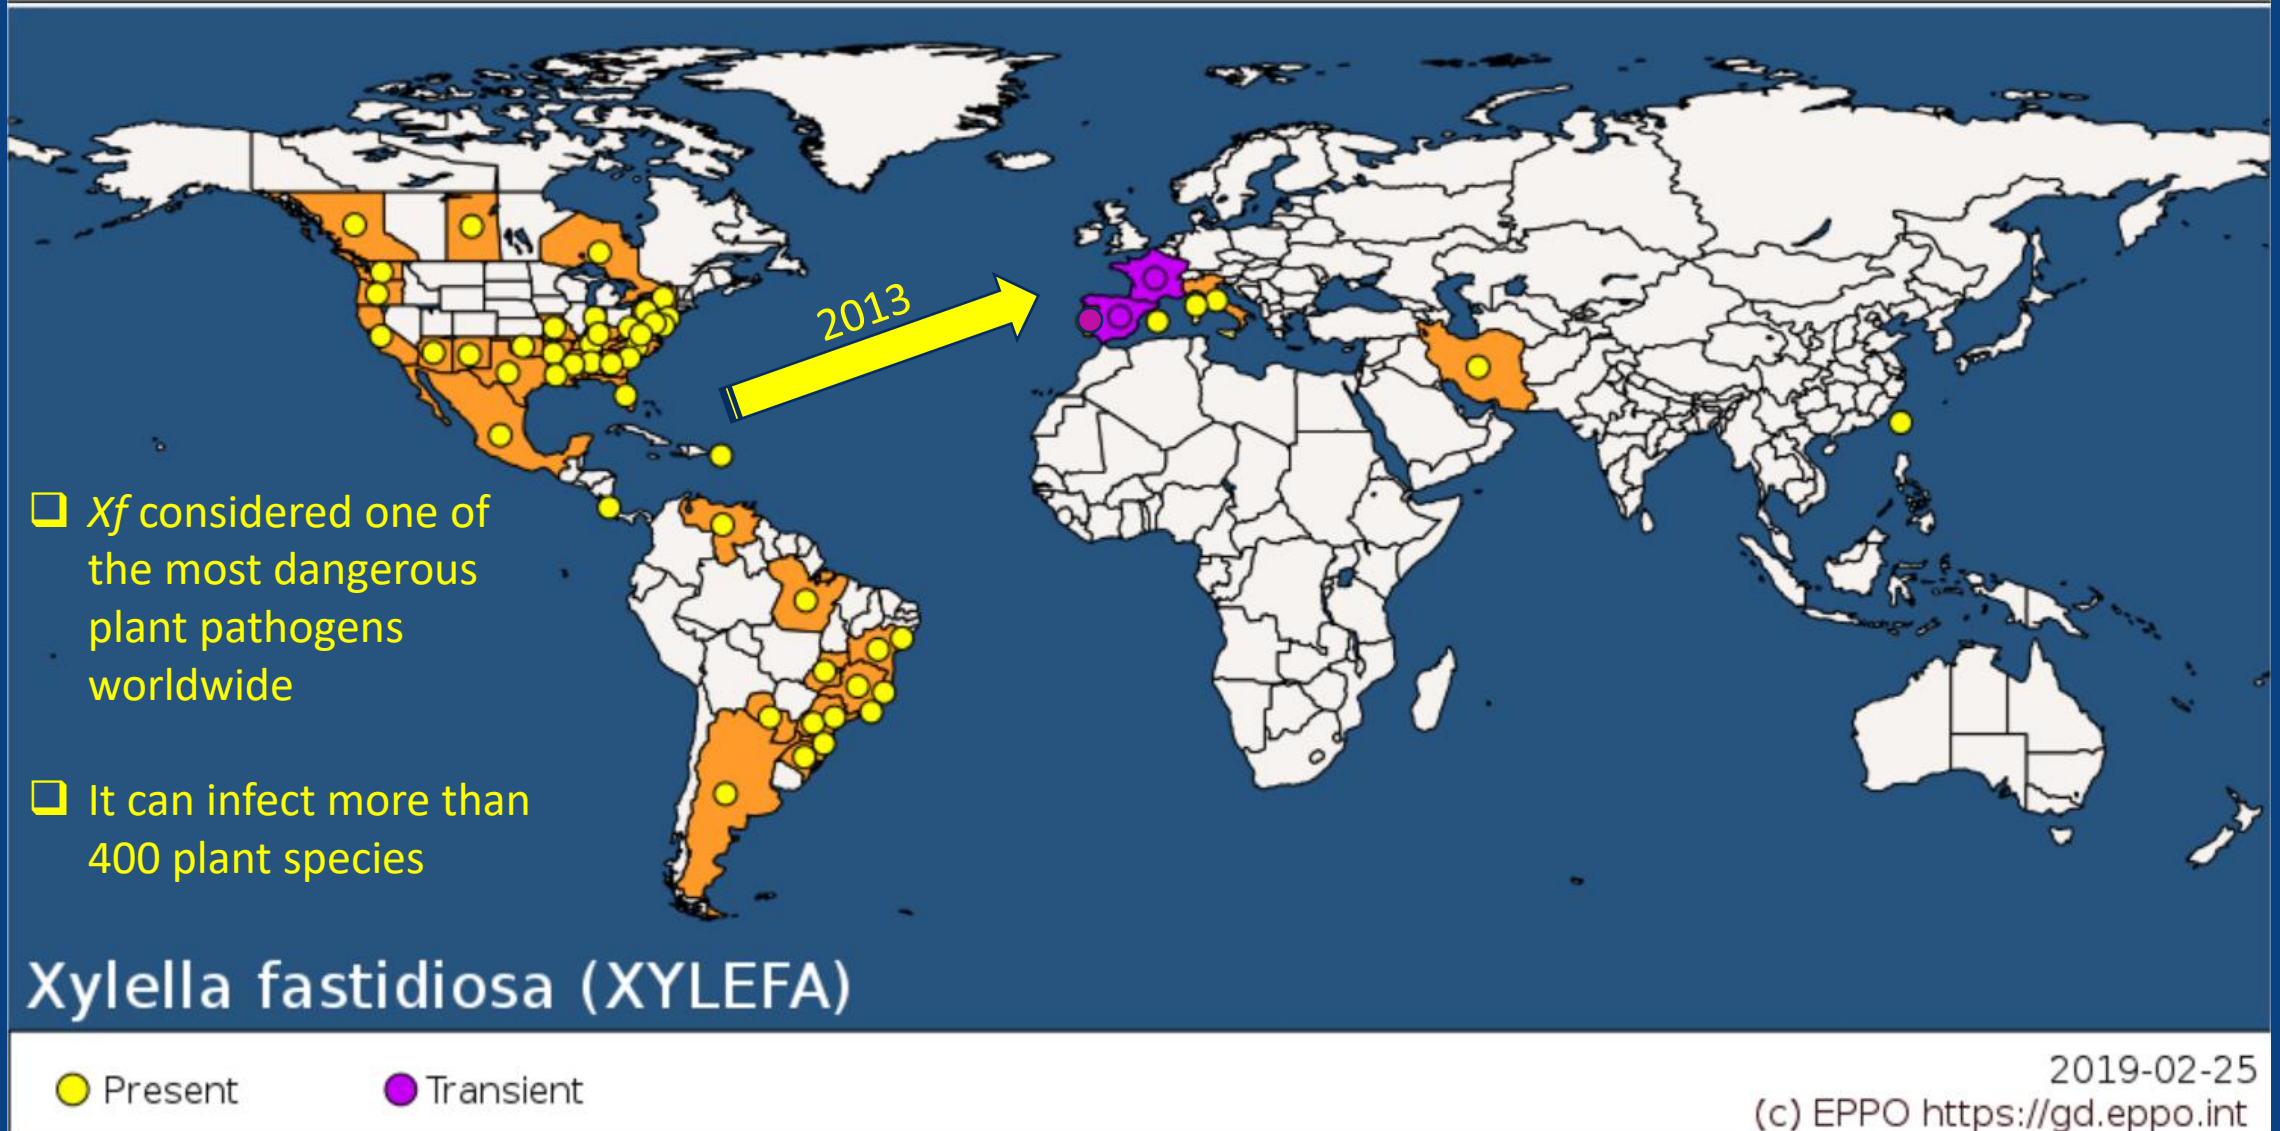 2013
❑ Xf considered one of
the most dangerous
plant pathogens
worldwide
❑ It can infect more than
400 plant species
Xylella fastidiosa (XYLEFA)
Present
Transient
2019-02-25
(c) EPPO https://gd.eppo.int